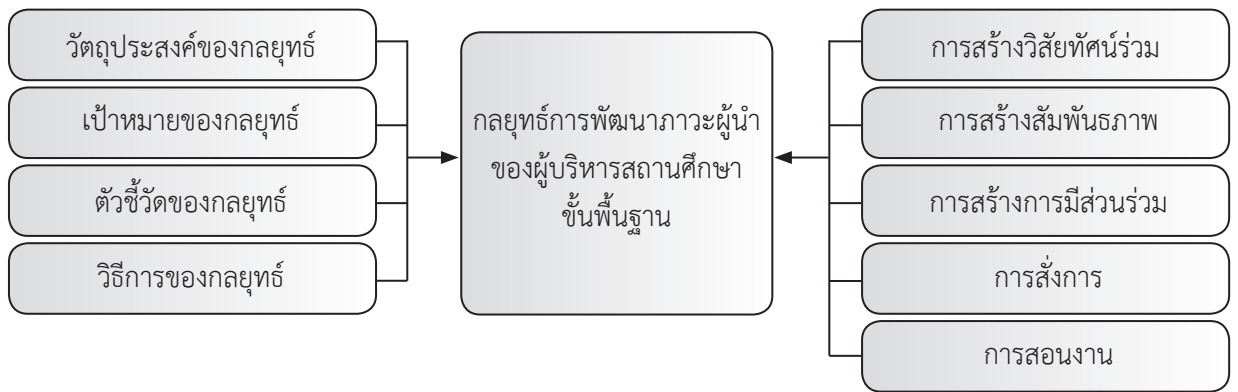 วัตถุประสงค์ของกลยุทธ์
เป้าหมายของกลยุทธ์
ตัวชี้วัดของกลยุทธ์
วิธีการของกลยุทธ์
กลยุทธ์การพัฒนาภาวะผู้นำ
ของผู้บริหารสถานศึกษา
ขั้นพื้นฐาน
การสร้างวิสัยทัศน์ร่วม
การสร้างสัมพันธภาพ
การสร้างการมีส่วนร่วม
การสั่งการ
การสอนงาน